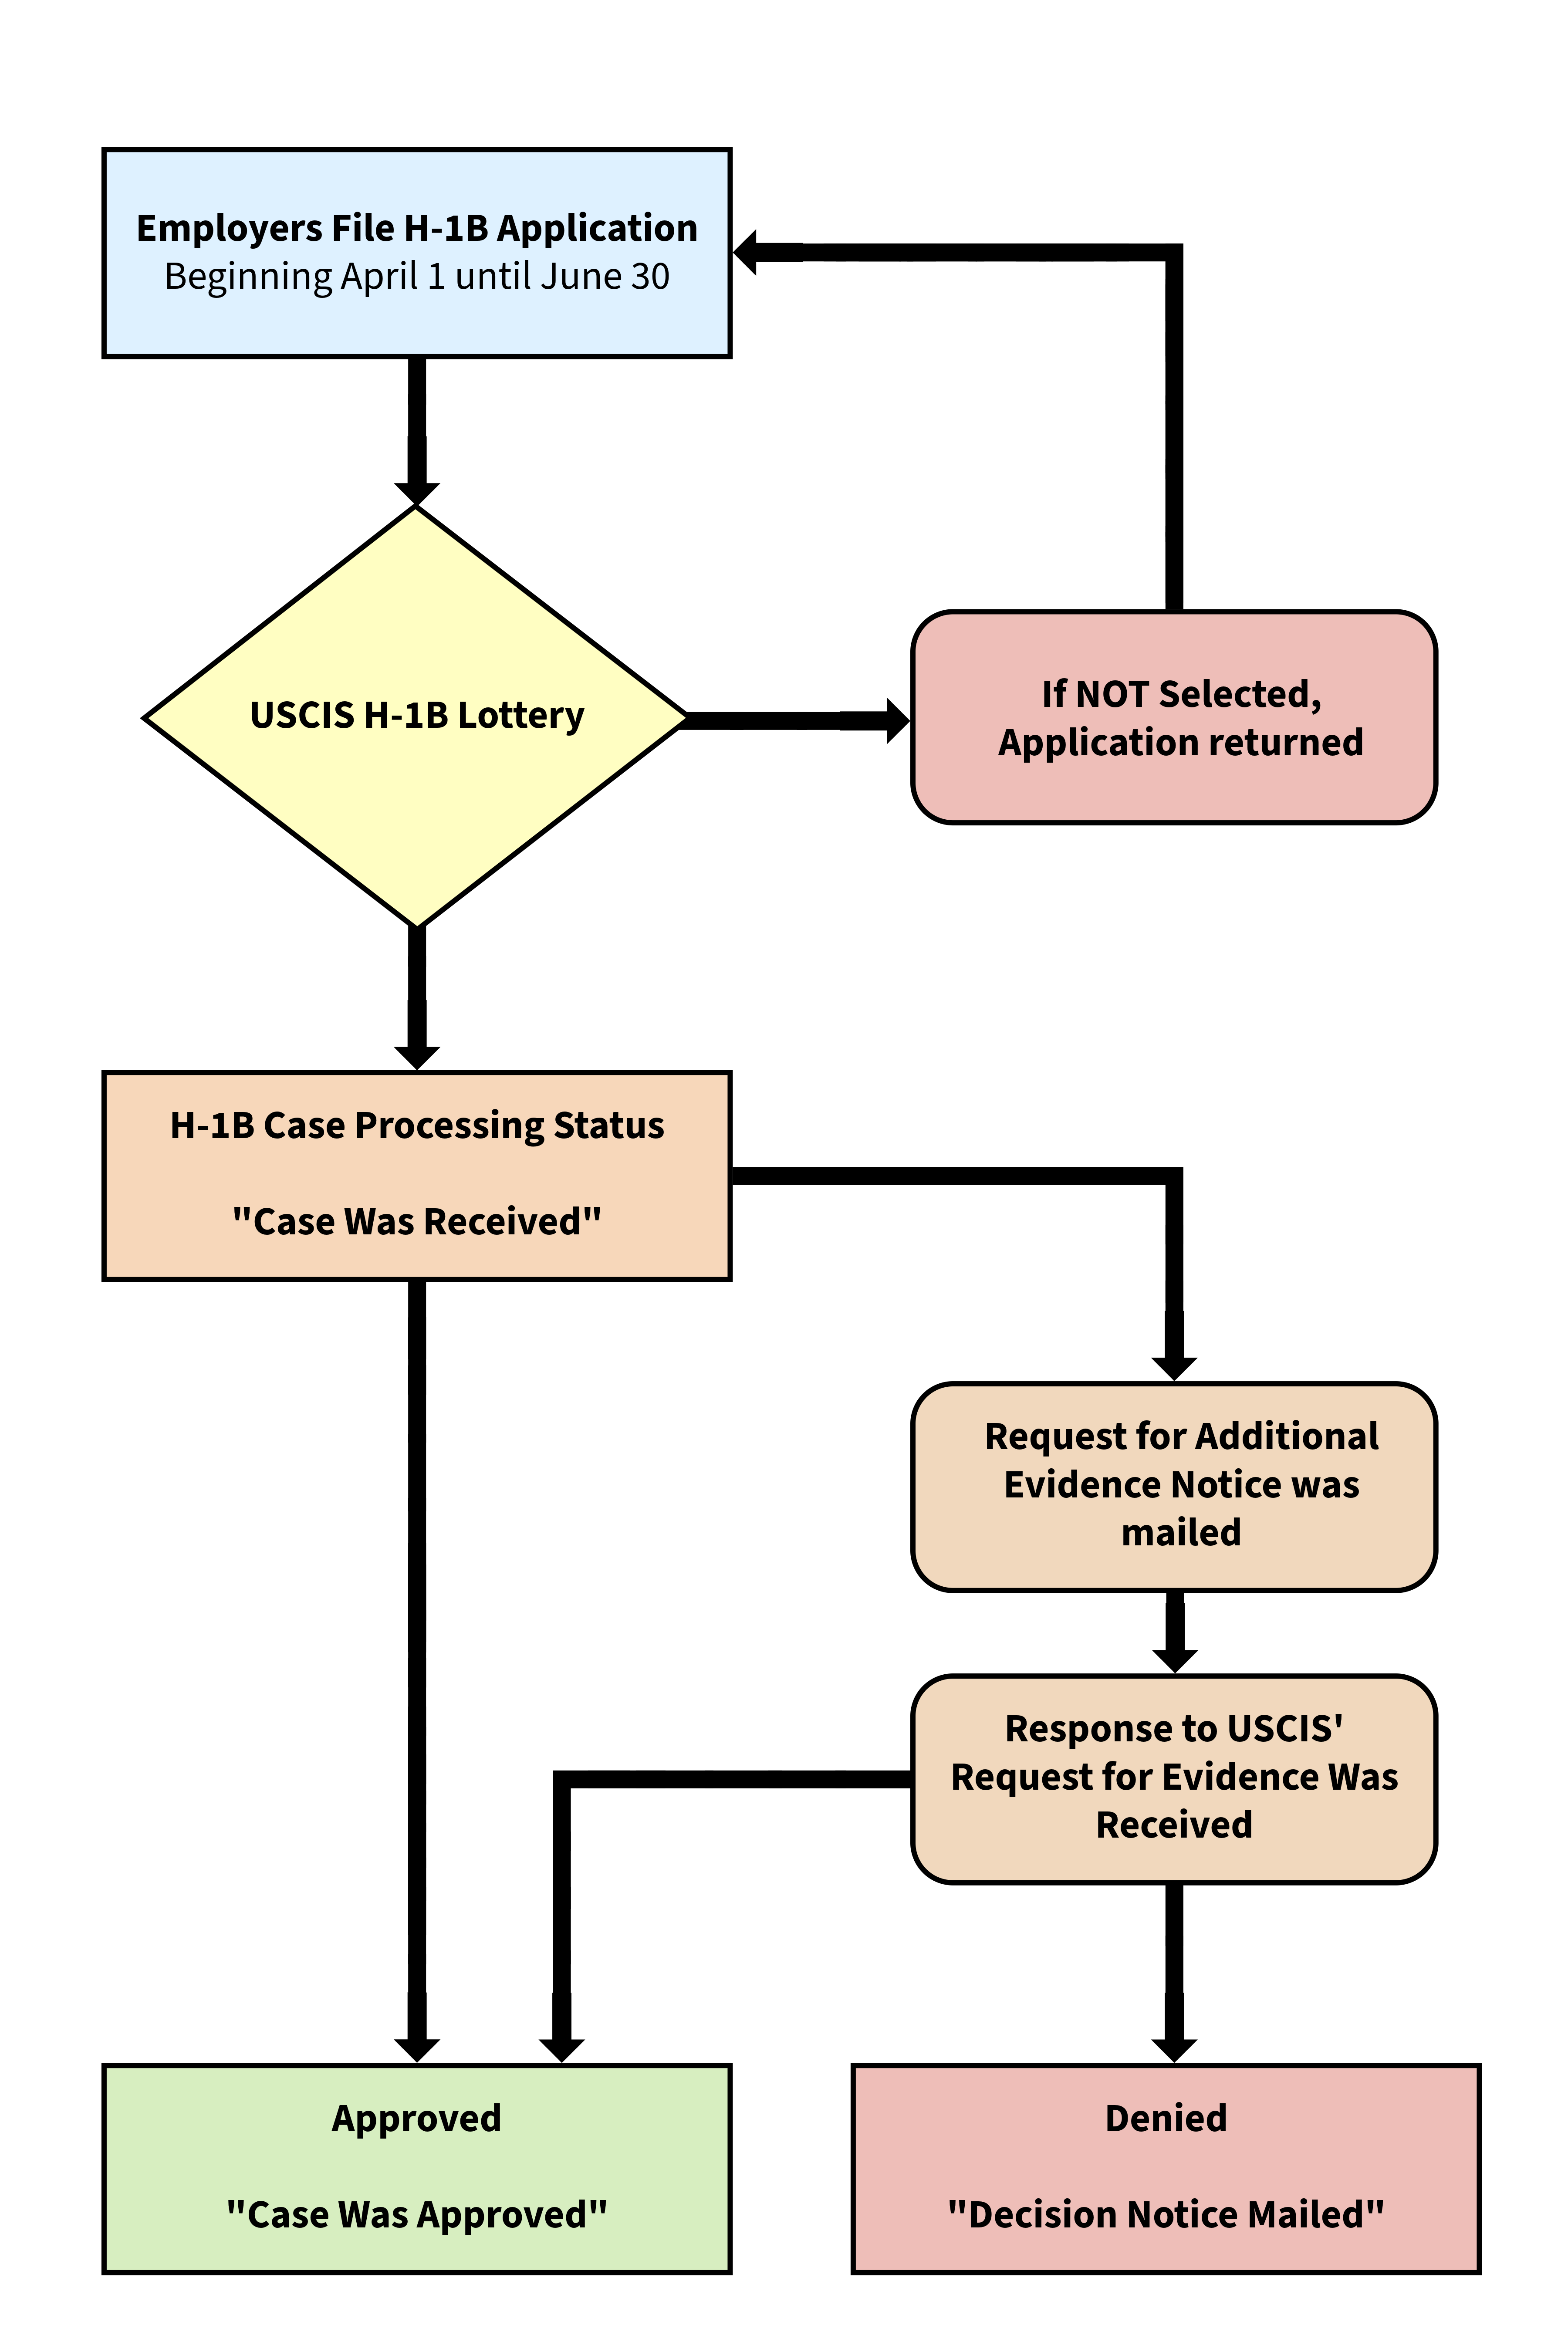 Employers File H-1B Application
Beginning April 1 until June 30
USCIS H-1B Lottery
If NOT Selected,
Application returned
H-1B Case Processing Status
"Case Was Received"
Request for Additional
Evidence Notice was
mailed
Response to USCIS'
Request for Evidence Was
Received
Approved
"Case Was Approved"
Denied
"Decision Notice Mailed"